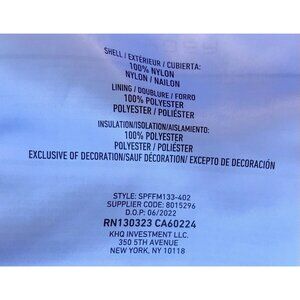 SHELL / EXTÉRIEUR / CUBIERTA:
100% NYLON
NYLON / NAILON
LINING / DOUBLURE / FORRO
100% POLYESTER
POLYESTER / POLIÉSTER
INSULATION/ISOLATION/AISLAMIENTO:
100% POLYESTER
POLYESTER / POLIÉSTER
EXCLUSIVE OF DECORATION/SAUF DÉCORATION/ EXCEPTO DE DECORACIÓN
STYLE: SPFFM133-402
SUPPLIER CODE: 8015296
D.O.P: 06/2022
RN130323 CA60224
KHQ INVESTMENT LLC.
350 5TH AVENUE
NEW YORK, NY 10118